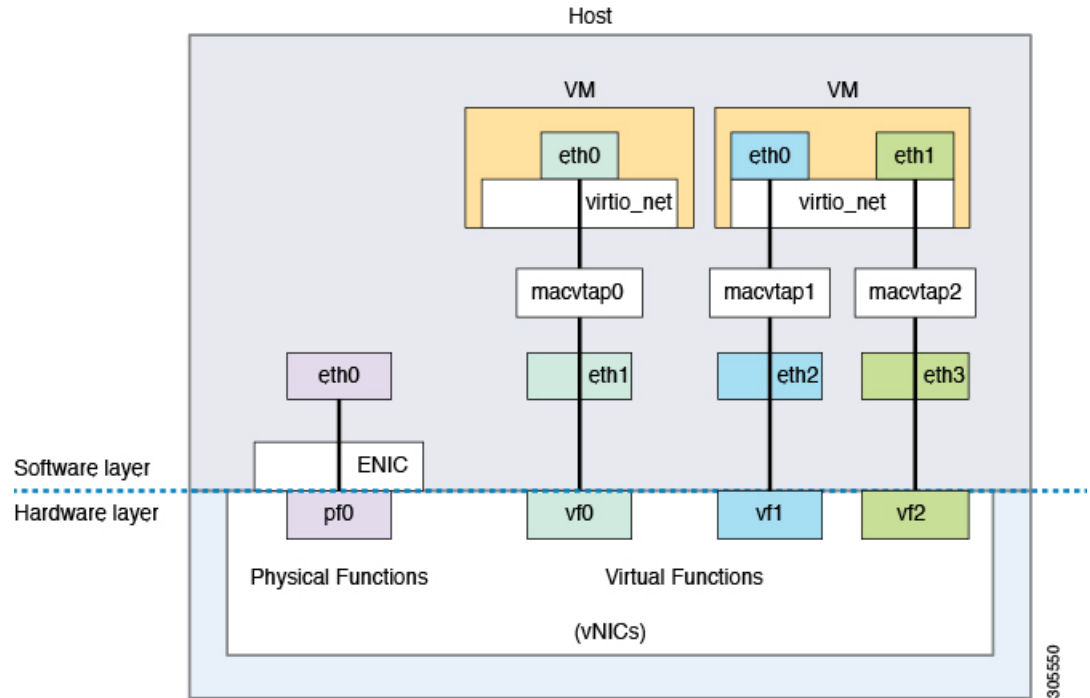 Host
VM VM
eth0 eth0 eth1
virtio_net virtio_net
macvtap0 macvtap1 macvtap2
eth0 eth1 eth2 eth3
ENIC
Software layer
Hardware layer pf0 vf0 vf1 vf2
Physical Functions Virtual Functions
(vNICs)
305550